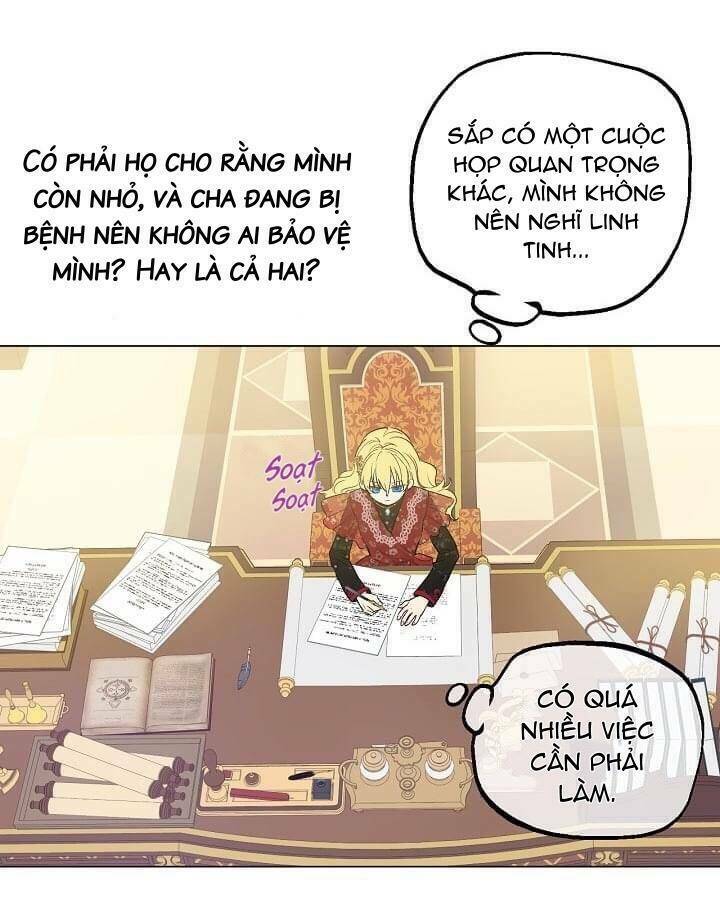 CÓ PHẢI HỌ CHO RẰNG MÌNH
CÒN NHỎ, VÀ CHA ĐANG BỊ
BỆNH NÊN KHÔNG AI BẢO VỆ
MÌNH? HAY LÀ CẢ HAI?
SẮP CÓ MỘT CUỘC
HỌP QUAN TRỌNG
KHÁC, MÌNH KHÔNG
NÊN NGHĨ LINH
TINH...
Soạt
Soạt
CÓ QUÁ
NHIỀU VIỆC
CẦN PHẢI
LÀM.